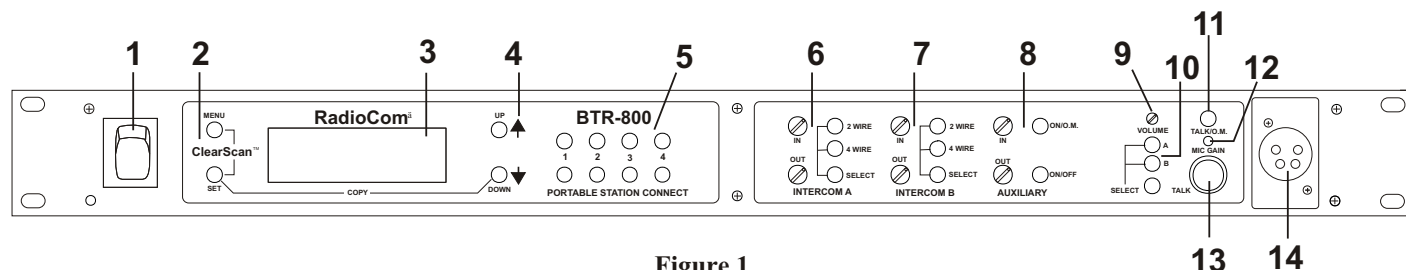 1 2 3 4 5 6 7 8 9 10 11 12
MENU
ClearScan™
SET
RadioComä
COPY
UP
DOWN
BTR-800
1 2 3 4
PORTABLE STATION CONNECT
IN
OUT
2 WIRE
4 WIRE
SELECT
INTERCOM A
IN
OUT
2 WIRE
4 WIRE
SELECT
INTERCOM B
IN
OUT
ON/O.M.
ON/OFF
AUXILIARY
VOLUME
A
B
SELECT
TALK/O.M.
MIC GAIN
TALK
13 14
Figure 1